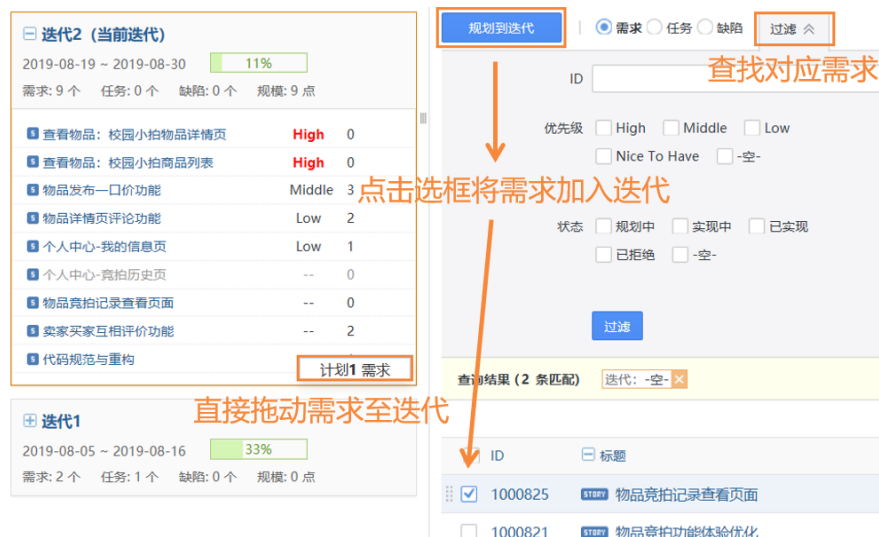 迭代2（当前迭代）
2019-08-19 ~ 2019-08-30 11%
需求: 9 个 任务: 0 个 缺陷: 0 个 规模: 9 点
查看物品：校园小拍物品详情页 High 0
查看物品：校园小拍商品列表 High 0
物品发布一口价功能 Middle 3
物品详情页评论功能 Low 2
个人中心-我的信息页 Low 1
个人中心-竞拍历史页 -- 0
物品竞拍记录查看页面 -- 0
卖家买家互相评价功能 -- 2
代码规范与重构
计划1 需求
直接拖动需求至迭代
迭代1
2019-08-05 ~ 2019-08-16 33%
需求: 2 个 任务: 1 个 缺陷: 0 个 规模: 0 点
规划到迭代 需求 任务 缺陷 过滤
查找对应需求
ID
优先级 High Middle Low
Nice To Have -空-
点击选框将需求加入迭代
状态 规划中 实现中 已实现
已拒绝 -空-
过滤
查询结果 ( 2 条匹配) 迭代: -空-
ID 标题
1000825 STORY 物品竞拍记录查看页面
1000821 STORY 物品竞拍功能体验优化